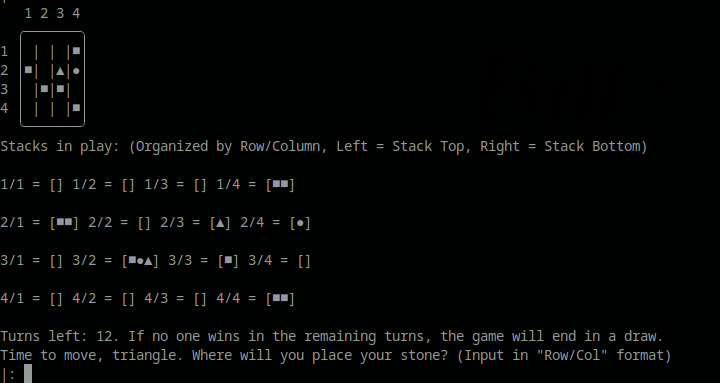 1 2 3 4
1 | | |■
2 ■| |▲|●
3 |■|■|
4 | | |■
Stacks in play: (Organized by Row/Column, Left = Stack Top, Right = Stack Bottom)
1/1 = [] 1/2 = [] 1/3 = [] 1/4 = [■■]
2/1 = [■■] 2/2 = [] 2/3 = [▲] 2/4 = [●]
3/1 = [] 3/2 = [■●▲] 3/3 = [■] 3/4 = []
4/1 = [] 4/2 = [] 4/3 = [] 4/4 = [■■]
Turns left: 12. If no one wins in the remaining turns, the game will end in a draw.
Time to move, triangle. Where will you place your stone? (Input in "Row/Col" format)
|: